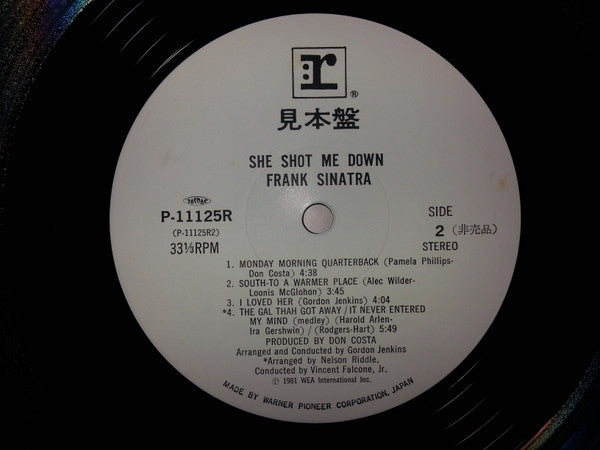 r
®
見本盤
SHE SHOT ME DOWN
FRANK SINATRA
P-11125R
(P-11125R2)
33⅓RPM
SIDE
2 (非売品)
STEREO
1. MONDAY MORNING QUARTERBACK (Pamela Phillips-
Don Costa) 4:38
2. SOUTH-TO A WARMER PLACE (Alec Wilder-
Loonis McGlohon) 3:45
3. I LOVED HER (Gordon Jenkins) 4:04
*4. THE GAL THAH GOT AWAY / IT NEVER ENTERED
MY MIND (medley) (Harold Arlen-
Ira Gershwin) / (Rodgers-Hart) 5:49
PRODUCED BY DON COSTA
Arranged and Conducted by Gordon Jenkins
*Arranged by Nelson Riddle,
Conducted by Vincent Falcone, Jr.
℗ 1981 WEA International Inc.
MADE BY WARNER PIONEER CORPORATION, JAPAN